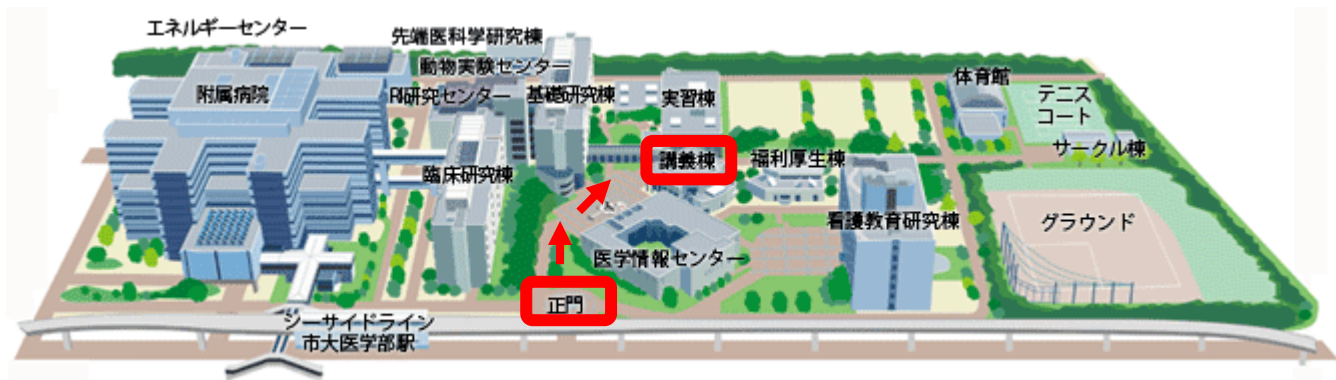 エネルギーセンター
先端医科学研究棟
動物実験センター
附属病院
RI研究センター
基礎研究棟
実習棟
体育館
テニス
コート
サークル棟
講義棟
福利厚生棟
臨床研究棟
看護教育研究棟
グラウンド
医学情報センター
正門
シーサイドライン
市大医学部駅